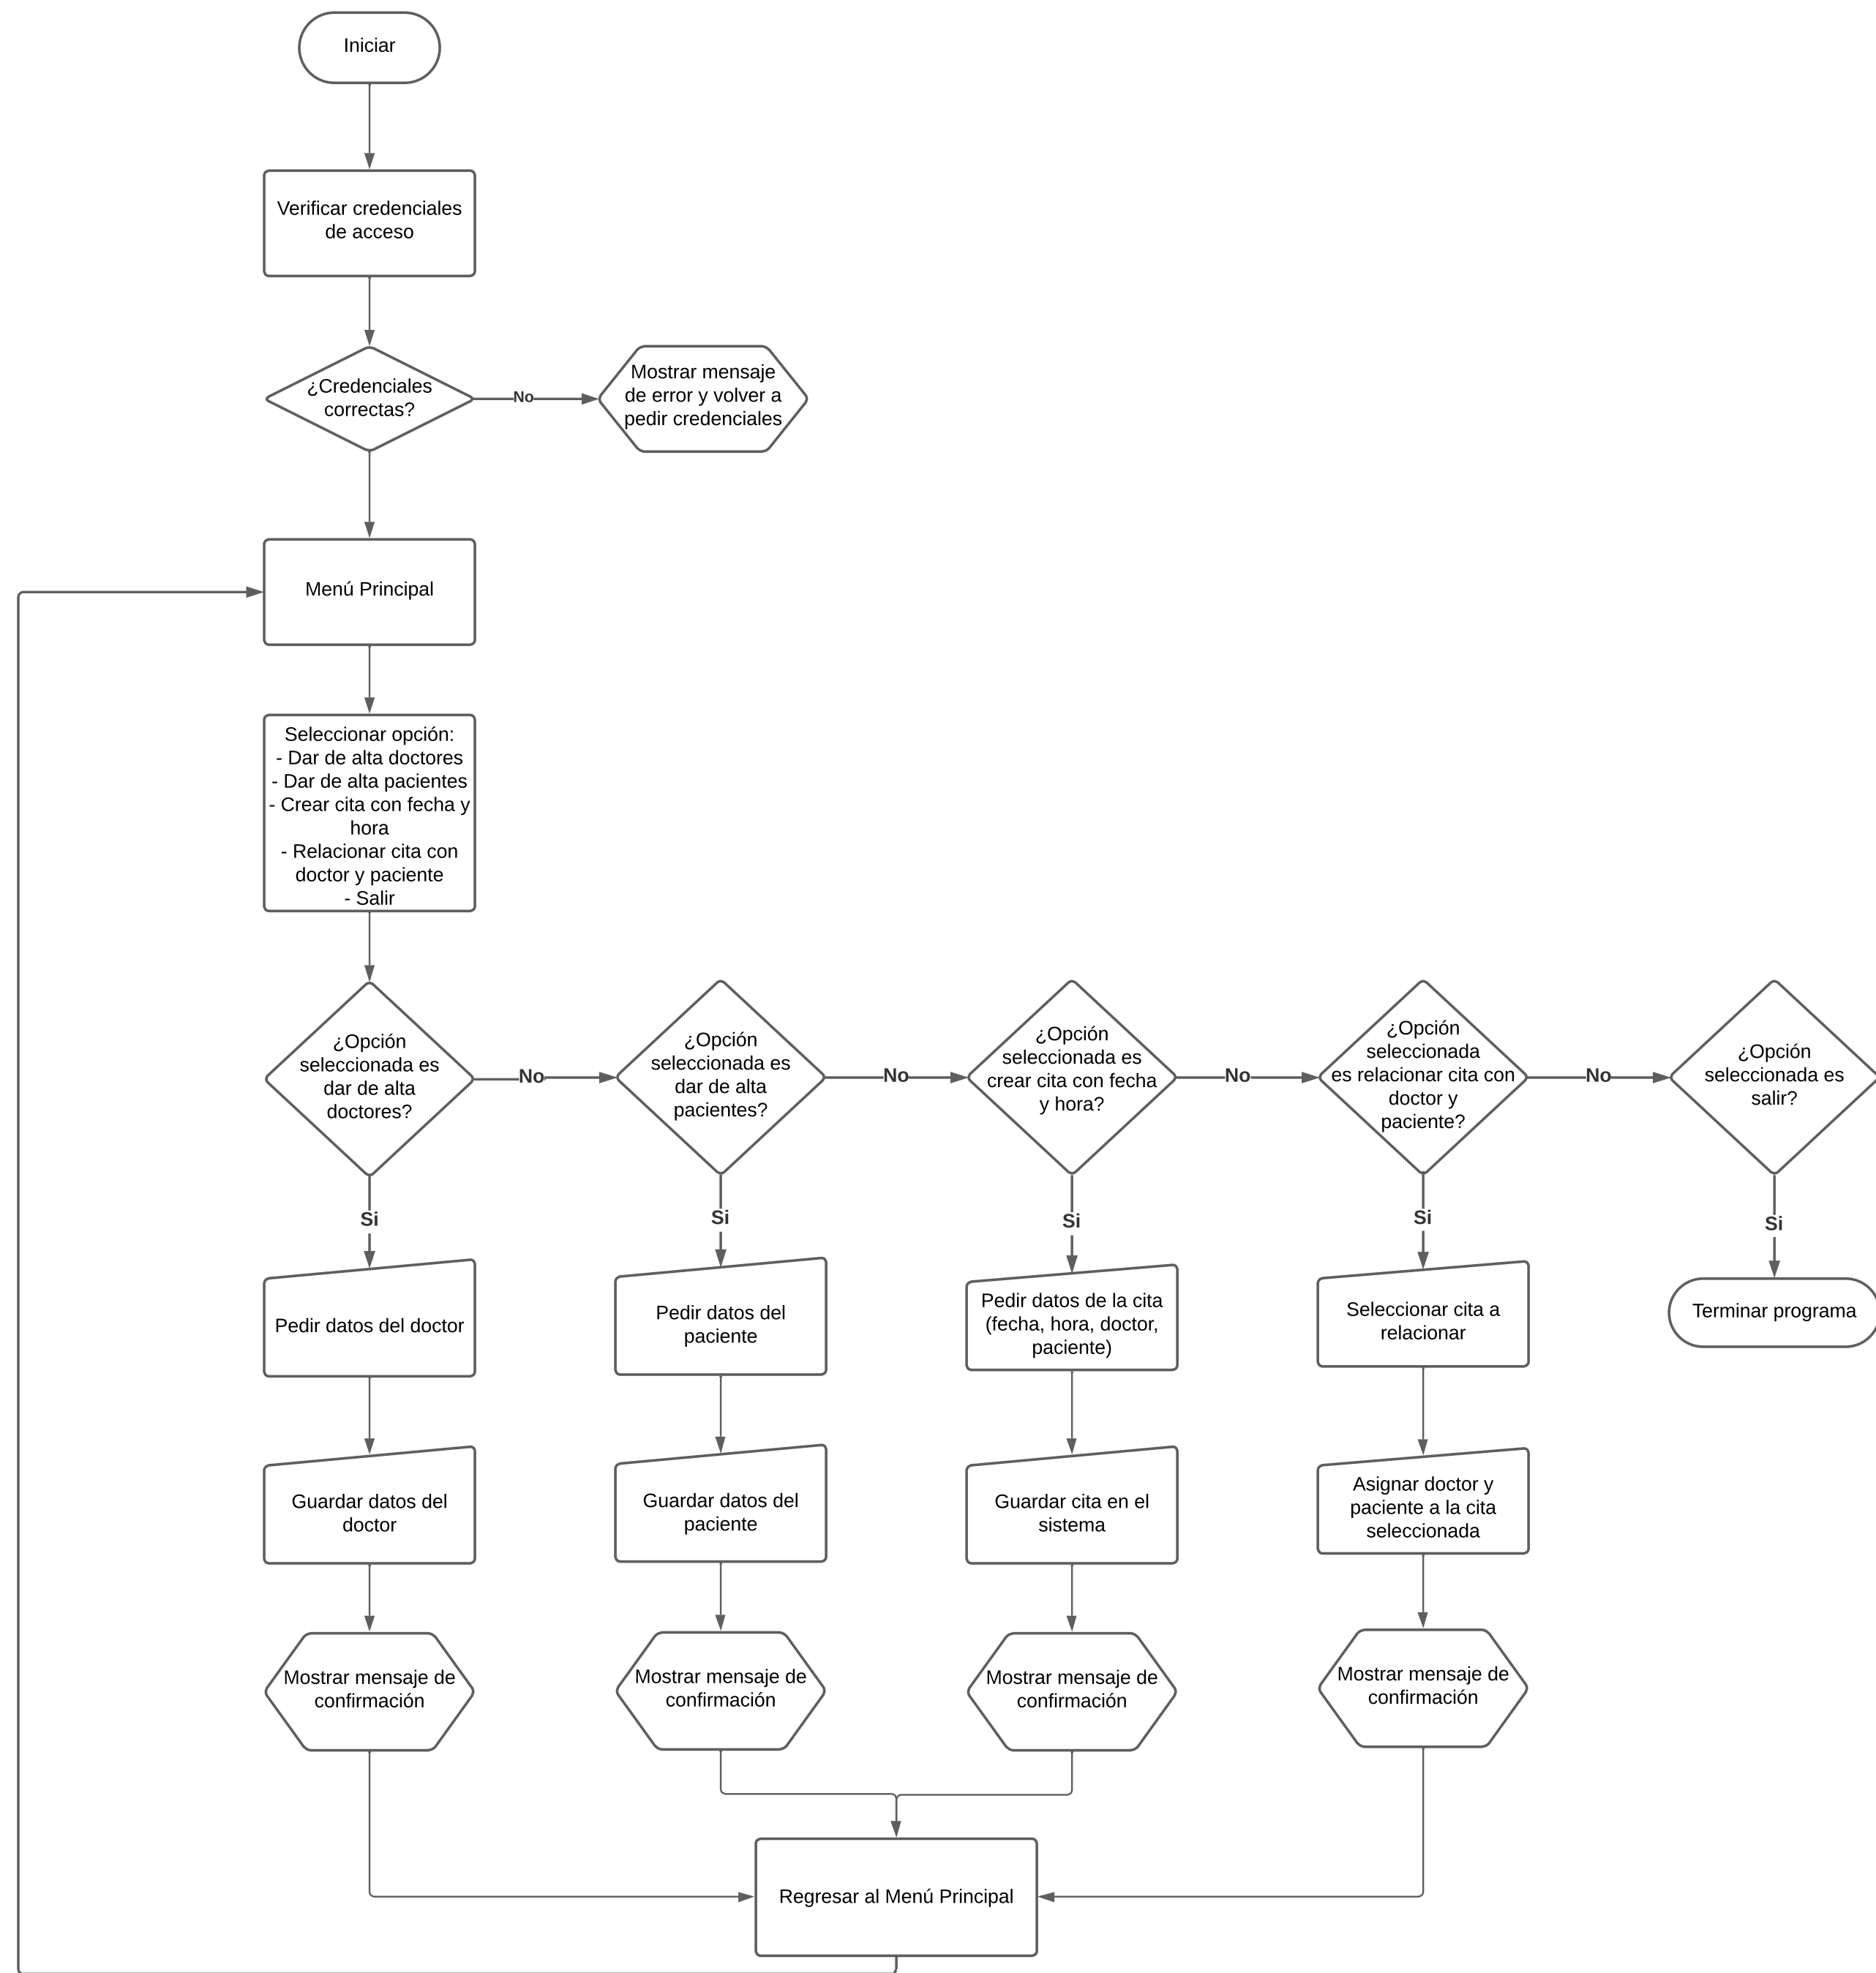 Iniciar
Verificar credenciales
de acceso
¿Credenciales
correctas?
No
Mostrar mensaje
de error y volver a
pedir credenciales
Menú Principal
Seleccionar opción:
- Dar de alta doctores
- Dar de alta pacientes
- Crear cita con fecha y
hora
- Relacionar cita con
doctor y paciente
- Salir
¿Opción
seleccionada es
dar de alta
doctores?
No
¿Opción
seleccionada es
dar de alta
pacientes?
No
¿Opción
seleccionada es
crear cita con fecha
y hora?
No
¿Opción
seleccionada
es relacionar cita con
doctor y
paciente?
No
¿Opción
seleccionada es
salir?
Si
Si
Si
Si
Si
Pedir datos del doctor
Pedir datos del
paciente
Pedir datos de la cita
(fecha, hora, doctor,
paciente)
Seleccionar cita a
relacionar
Terminar programa
Guardar datos del
doctor
Guardar datos del
paciente
Guardar cita en el
sistema
Asignar doctor y
paciente a la cita
seleccionada
Mostrar mensaje de
confirmación
Mostrar mensaje de
confirmación
Mostrar mensaje de
confirmación
Mostrar mensaje de
confirmación
Regresar al Menú Principal